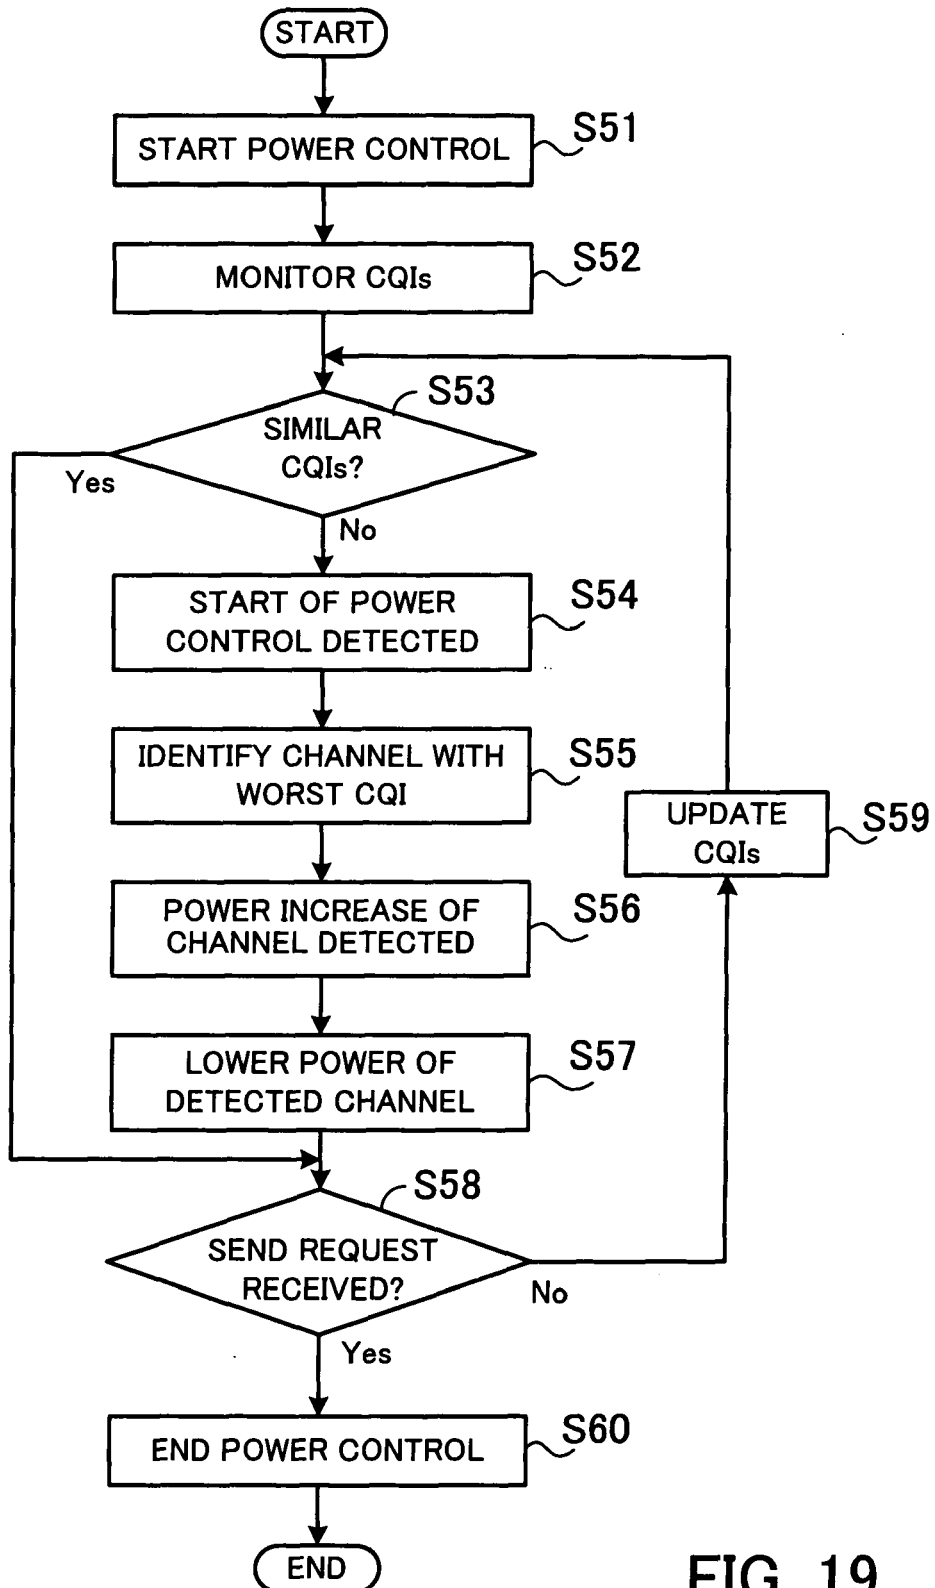 START
START POWER CONTROL
S51
MONITOR CQIs
S52
S53
SIMILAR
CQIs?
Yes
No
START OF POWER
CONTROL DETECTED
S54
IDENTIFY CHANNEL WITH
WORST CQI
S55
UPDATE
CQIs
S59
POWER INCREASE OF
CHANNEL DETECTED
S56
LOWER POWER OF
DETECTED CHANNEL
S57
S58
SEND REQUEST
RECEIVED?
No
Yes
END POWER CONTROL
S60
END
FIG. 19